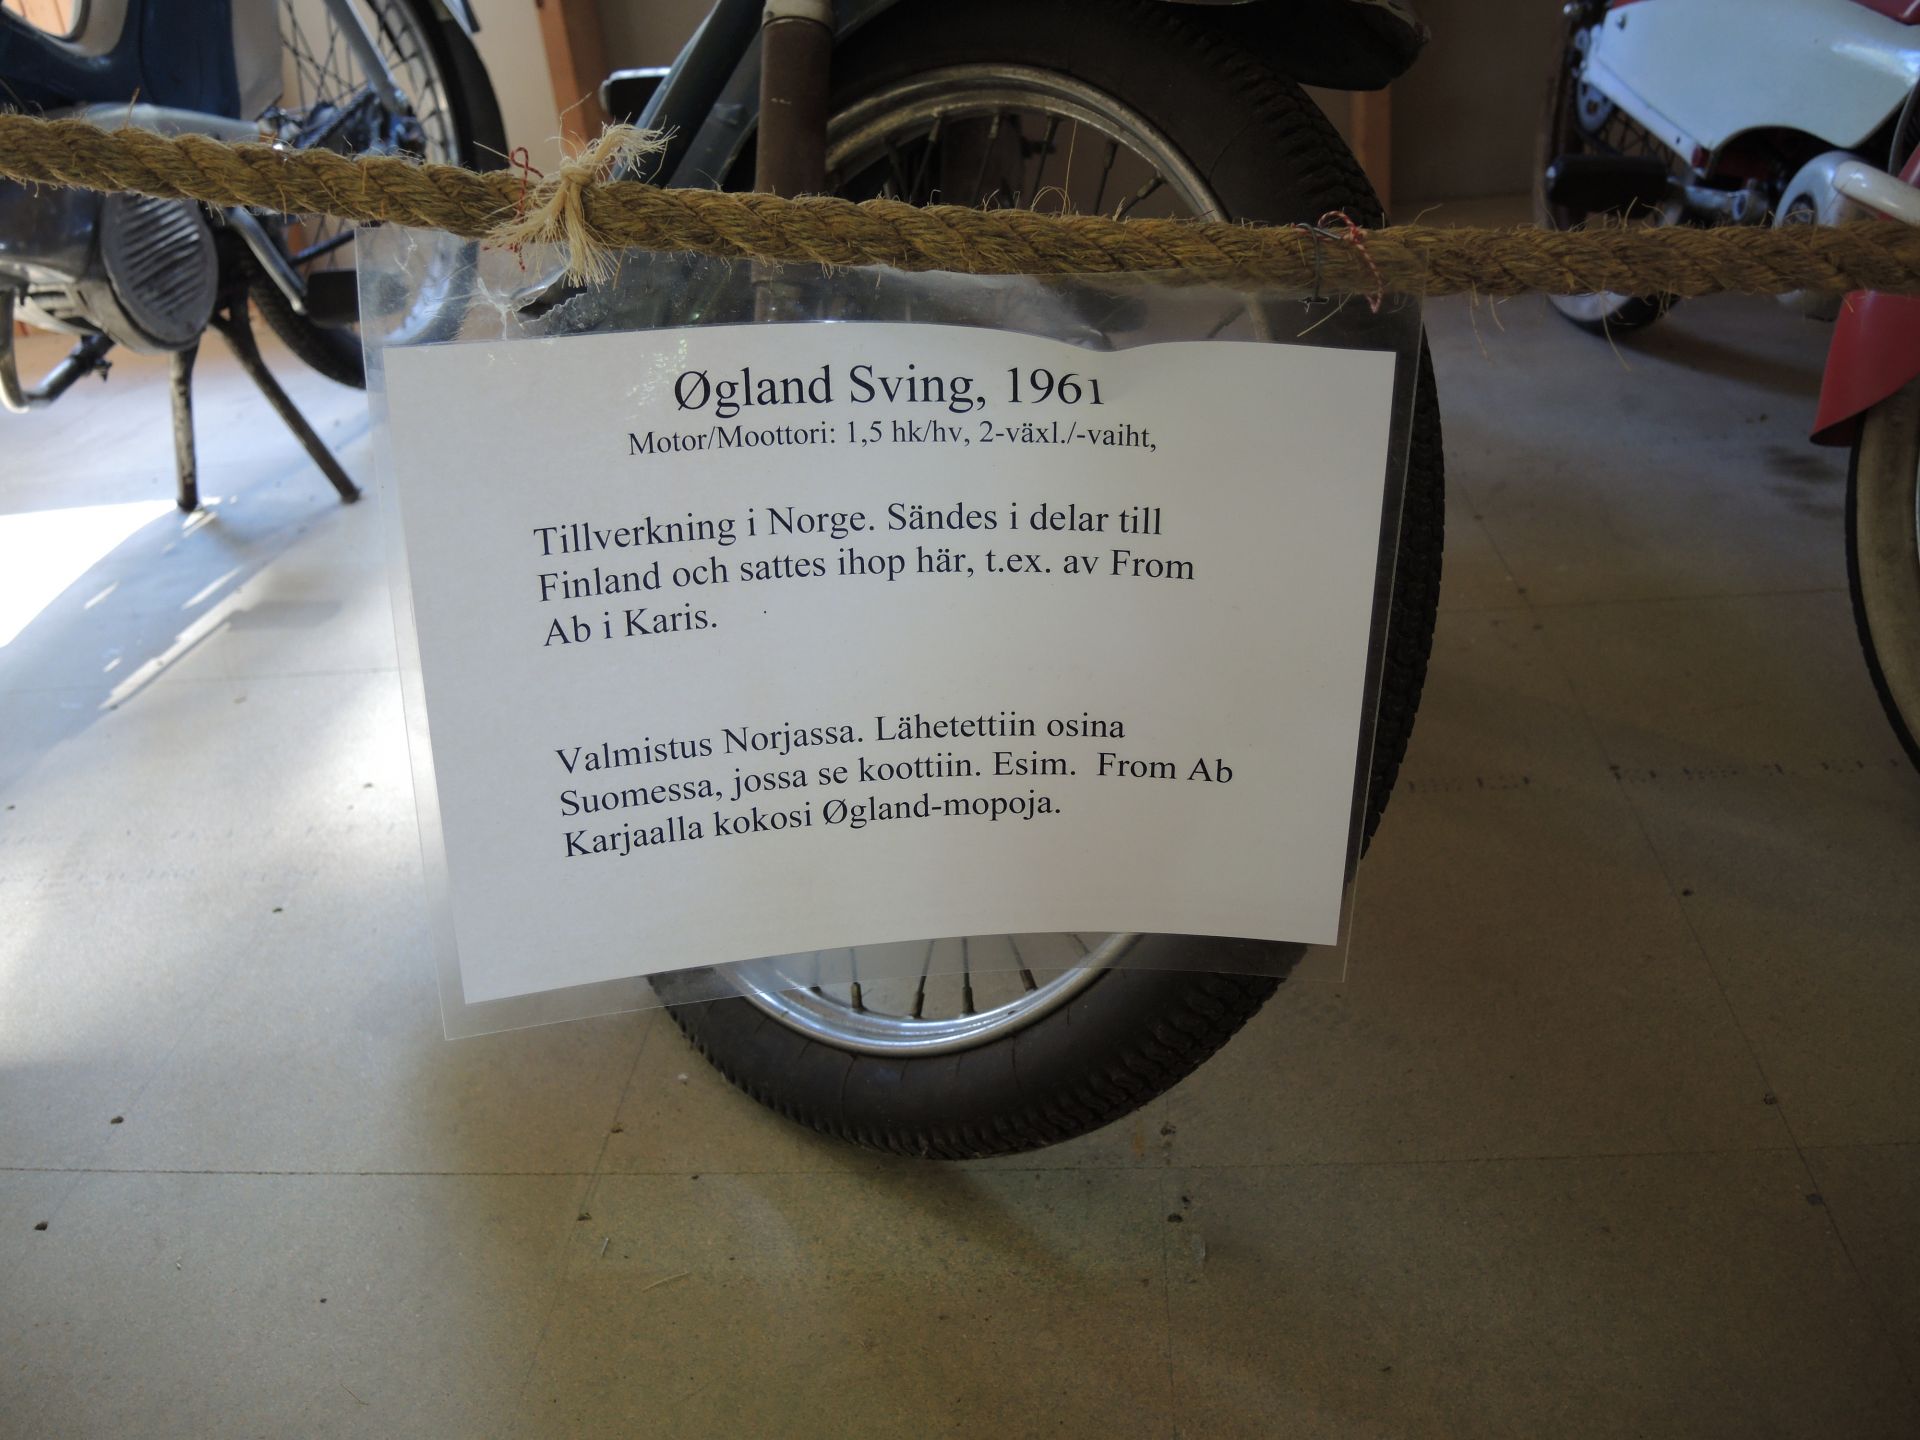 Øgland Sving, 1961
Motor/Moottori: 1,5 hk/hv, 2-växl./-vaiht,
Tillverkning i Norge. Sändes i delar till
Finland och sattes ihop här, t.ex. av From
Ab i Karis.
Valmistus Norjassa. Lähetettiin osina
Suomessa, jossa se koottiin. Esim. From Ab
Karjaalla kokosi Øgland-mopoja.